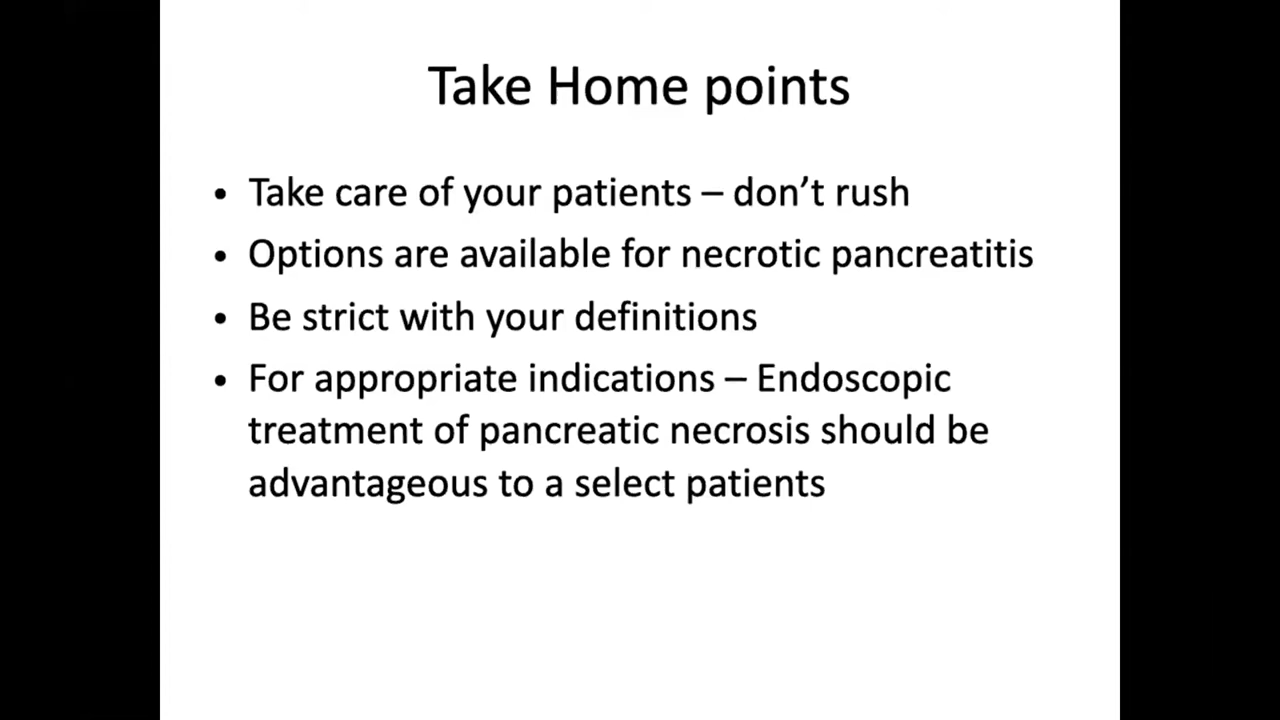 Take Home points
• Take care of your patients – don’t rush
• Options are available for necrotic pancreatitis
• Be strict with your definitions
• For appropriate indications – Endoscopic
treatment of pancreatic necrosis should be
advantageous to a select patients